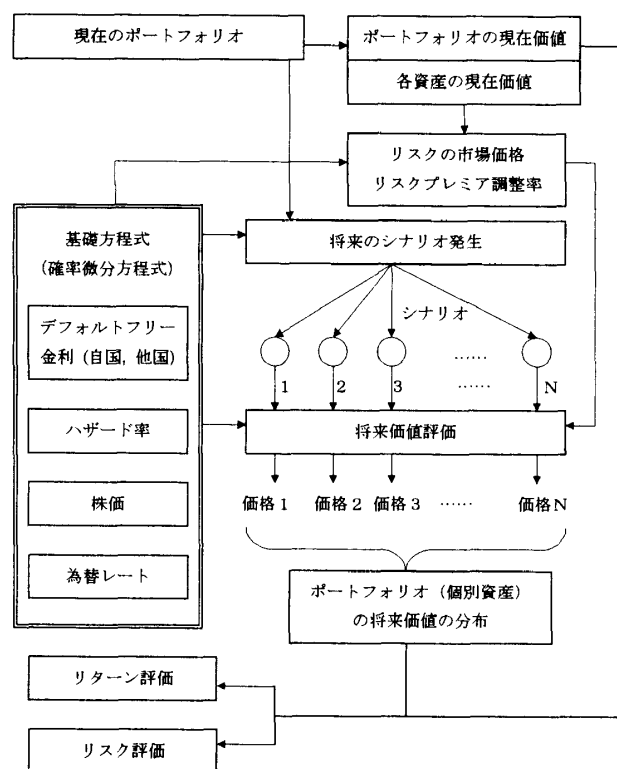 現在のポートフォリオ
ポートフォリオの現在価値
各資産の現在価値
リスクの市場価格
リスクプレミア調整率
基礎方程式
(確率微分方程式)
将来のシナリオ発生
シナリオ
デフォルトフリー
金利 (自国, 他国)
……
1 2 3 …… N
ハザード率
将来価値評価
株価
価格1 価格2 価格3 …… 価格N
為替レート
ポートフォリオ (個別資産)
の将来価値の分布
リターン評価
リスク評価